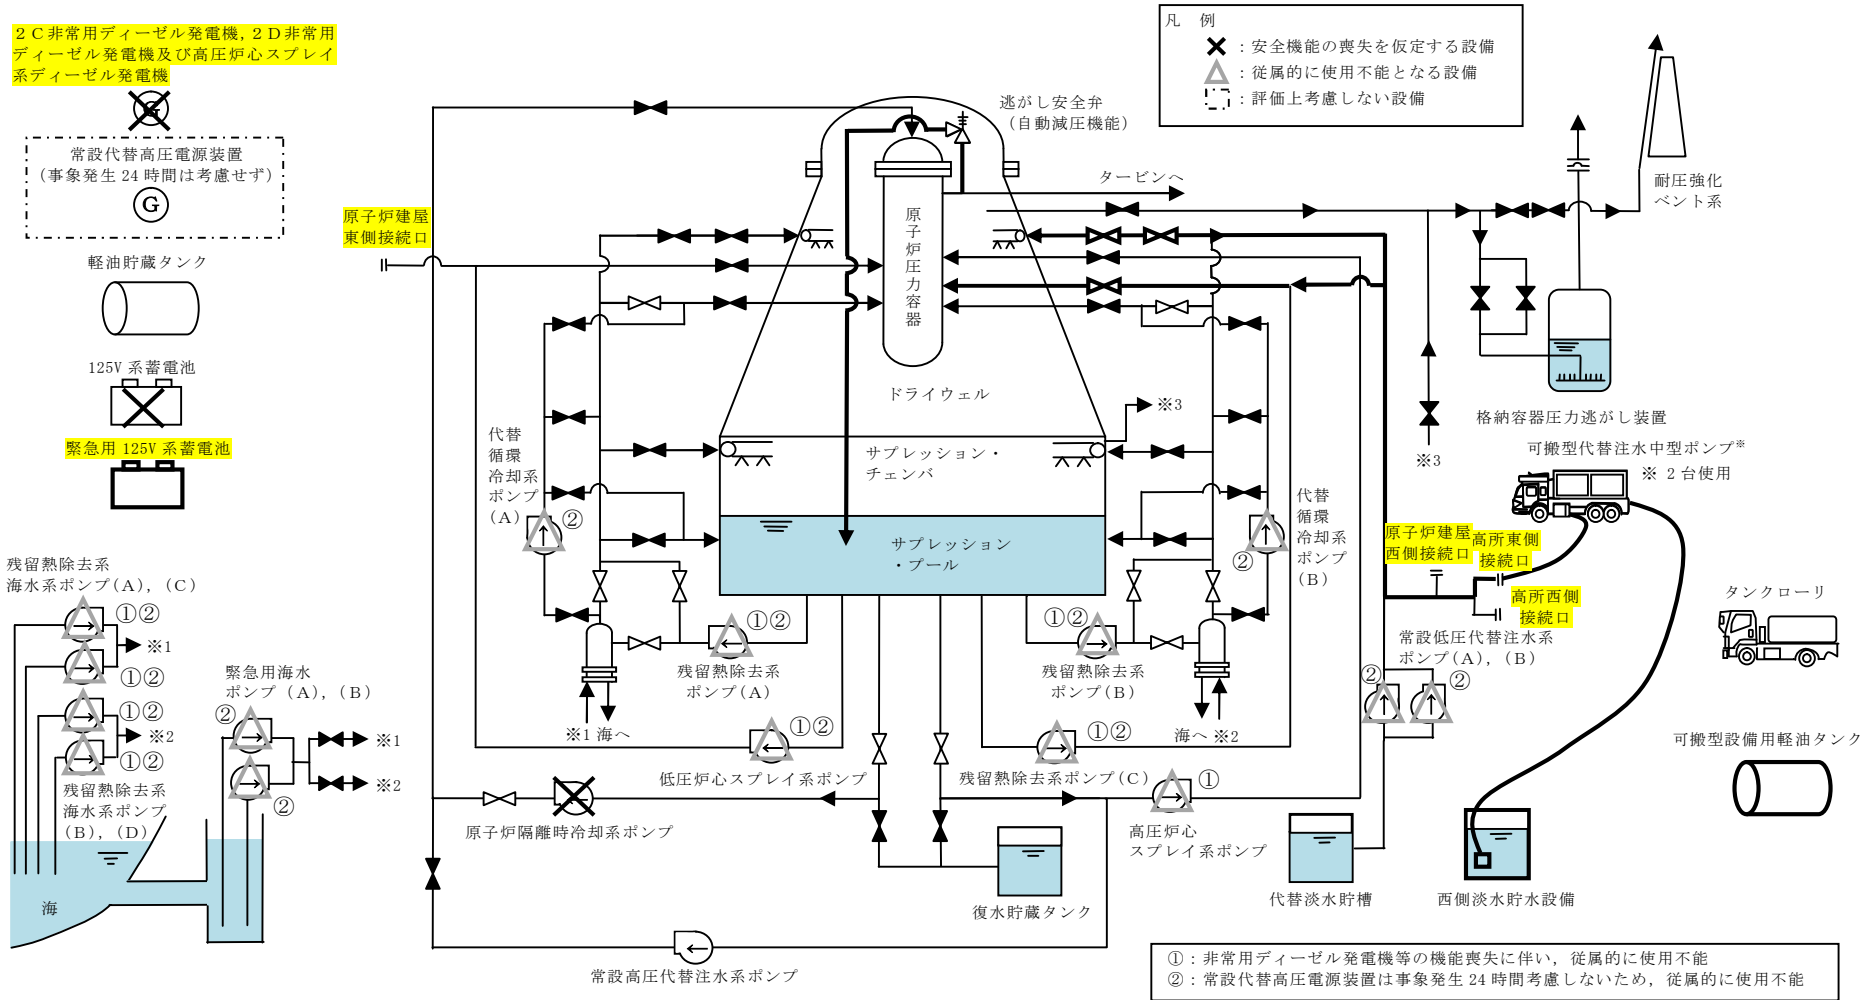 ２Ｃ非常用ディーゼル発電機，２Ｄ非常用
ディーゼル発電機及び高圧炉心スプレイ
系ディーゼル発電機
G
常設代替高圧電源装置
（事象発生 24 時間は考慮せず）
G
軽油貯蔵タンク
125V 系蓄電池
緊急用 125V 系蓄電池
凡　例
：安全機能の喪失を仮定する設備
：従属的に使用不能となる設備
：評価上考慮しない設備
逃がし安全弁
（自動減圧機能）
タービンへ
耐圧強化
ベント系
原子炉建屋
東側接続口
原子炉圧力容器
ドライウェル
※3
格納容器圧力逃がし装置
※3
可搬型代替注水中型ポンプ※
※ 2 台使用
代替
循環
冷却系
ポンプ
(A)
②
サプレッション・
チェンバ
サプレッション
・プール
代替
循環
冷却系
ポンプ
(B)
②
原子炉建屋
西側接続口
高所東側
接続口
高所西側
接続口
タンクローリ
残留熱除去系
海水系ポンプ(A)，(C)
①②
※1
①②
①②
※2
①②
残留熱除去系
海水系ポンプ
(B)，(D)
緊急用海水
ポンプ（A），（B）
②
※1
※2
②
①②
残留熱除去系
ポンプ(A)
①②
残留熱除去系
ポンプ(B)
常設低圧代替注水系
ポンプ(A)，(B)
②
②
※1 海へ
海へ ※2
①②
低圧炉心スプレイ系ポンプ
①②
残留熱除去系ポンプ(C)
①
可搬型設備用軽油タンク
原子炉隔離時冷却系ポンプ
高圧炉心
スプレイ系ポンプ
海
復水貯蔵タンク
代替淡水貯槽
西側淡水貯水設備
常設高圧代替注水系ポンプ
①：非常用ディーゼル発電機等の機能喪失に伴い，従属的に使用不能
②：常設代替高圧電源装置は事象発生 24 時間考慮しないため，従属的に使用不能